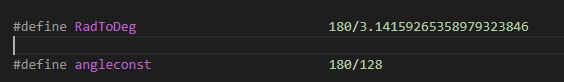 #define RadToDeg 180/3.14159265358979323846
#define angleconst 180/128